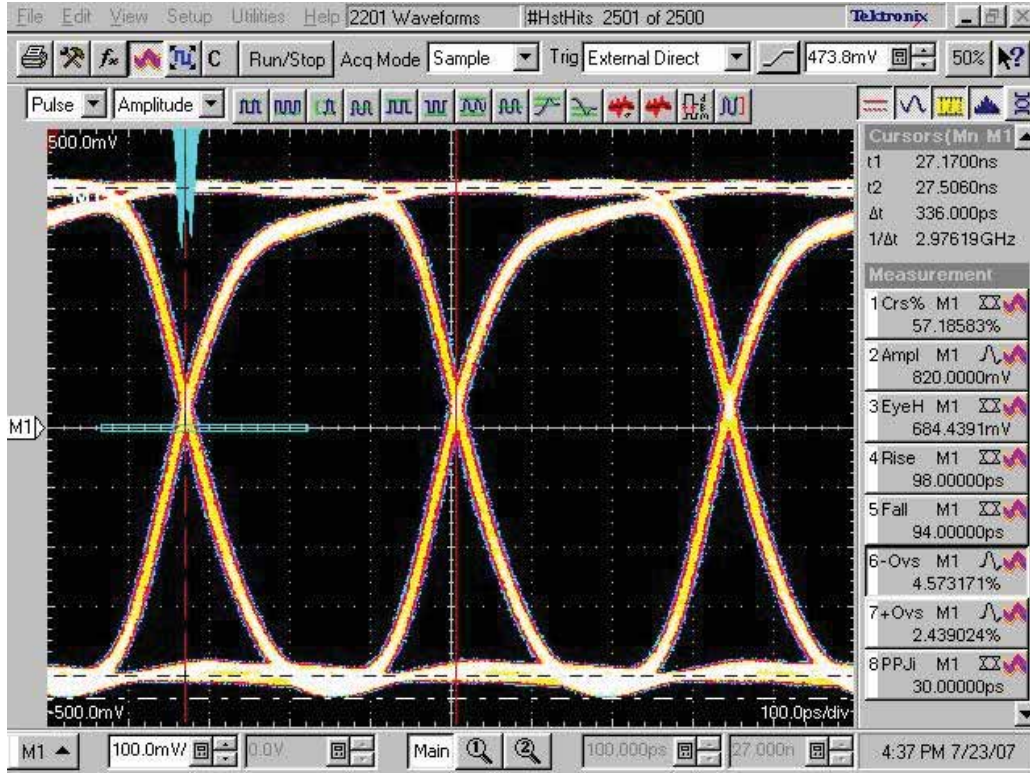 File Edit View Setup Utilities Help 2201 Waveforms #HstHits 2501 of 2500 Tektronix
fx C Run/Stop Acq Mode Sample Trig External Direct 473.8mV 50% ?
Pulse Amplitude
500.0mV
M1
M1
-500.0mV
100.0ps/div
Cursors(Mn M1
t1 27.1700ns
t2 27.5060ns
Δt 336.000ps
1/Δt 2.97619GHz
Measurement
1 Crs% M1
57.18583%
2 Ampl M1
820.0000mV
3 EyeH M1
684.4391mV
4 Rise M1
98.00000ps
5 Fall M1
94.00000ps
6 -Ovs M1
4.573171%
7 +Ovs M1
2.439024%
8 PPJi M1
30.00000ps
M1 100.0mV/ 0.0V Main 1 2 100.000ps 27.000n 4:37 PM 7/23/07